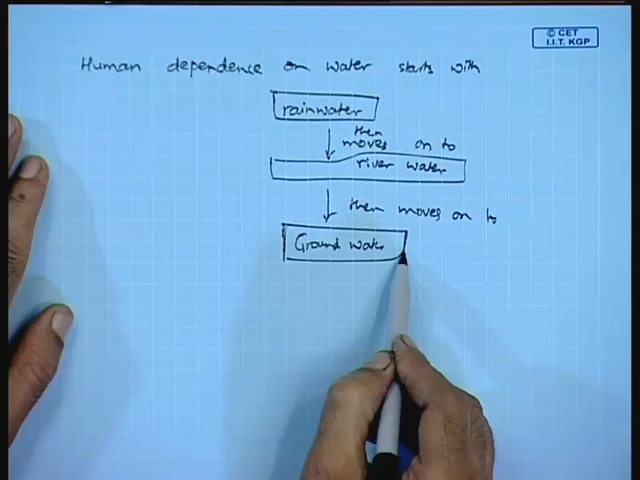 © CET
I.I.T. KGP
Human dependence on water starts with
rainwater
then
moves on to
river water
then moves on to
Ground water